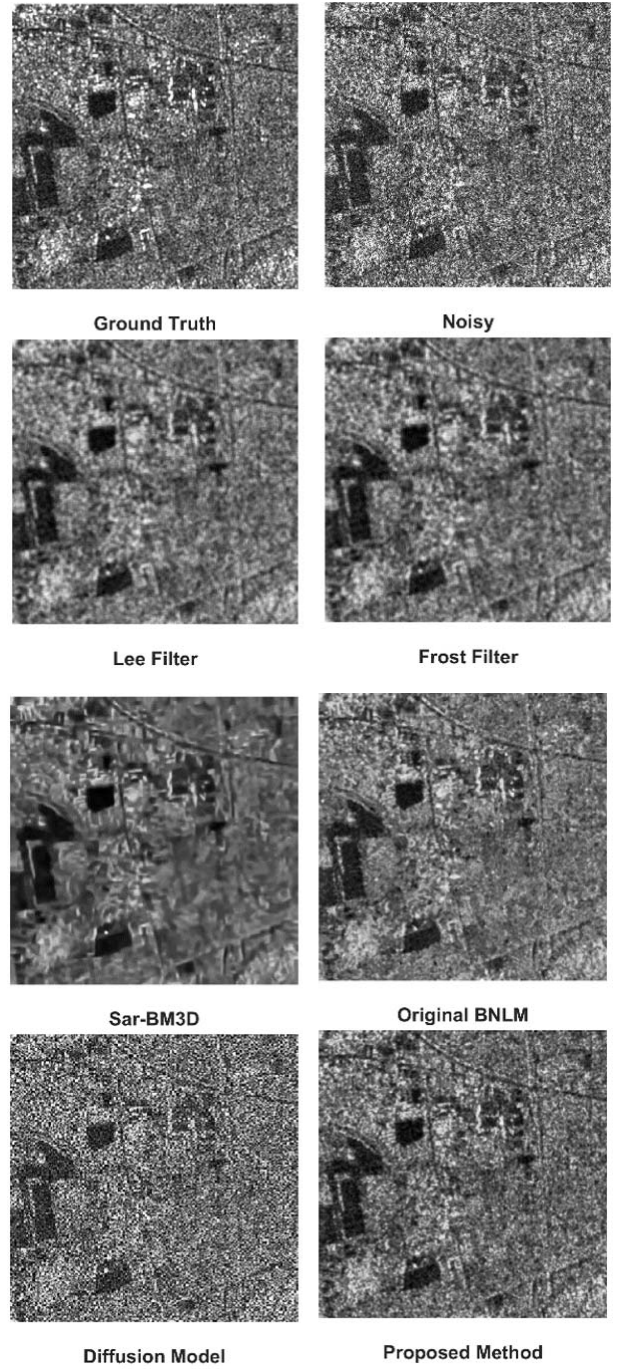 Ground Truth
Noisy
Lee Filter
Frost Filter
Sar-BM3D
Original BNLM
Diffusion Model
Proposed Method